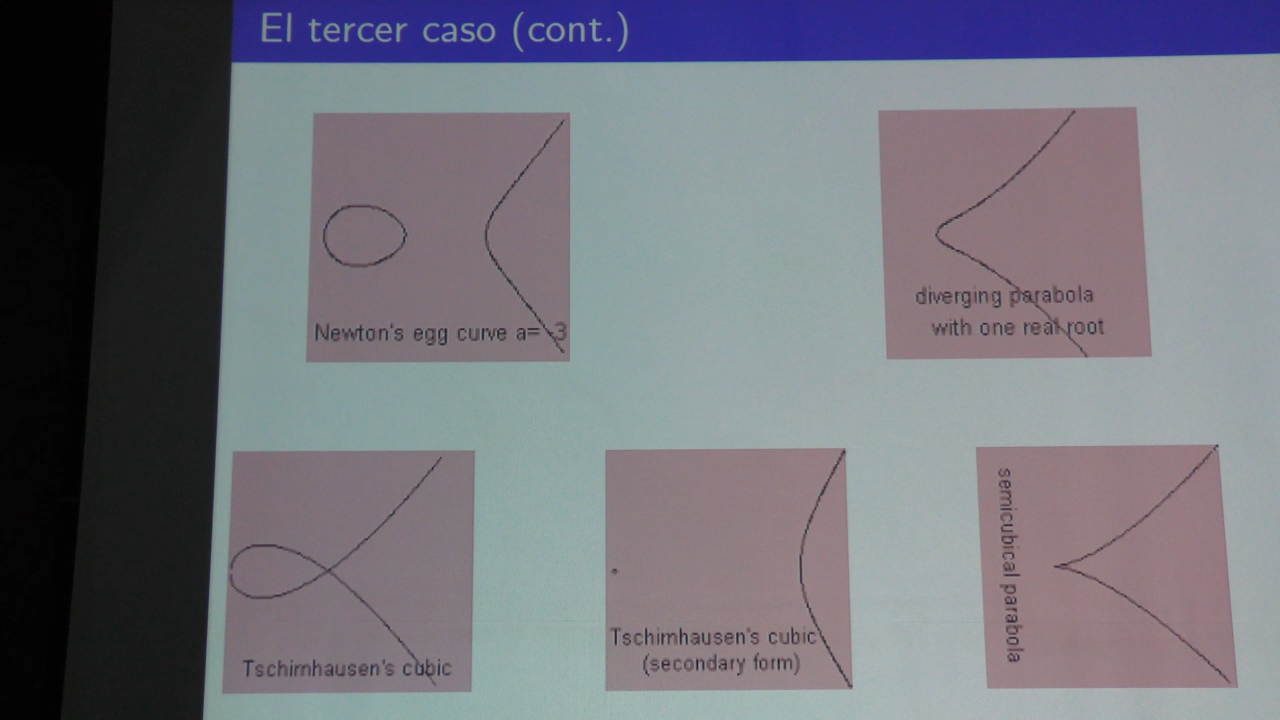 El tercer caso (cont.)
Newton's egg curve a= -3
diverging parabola
with one real root
Tschirnhausen's cubic
Tschirnhausen's cubic
(secondary form)
semicubical parabola